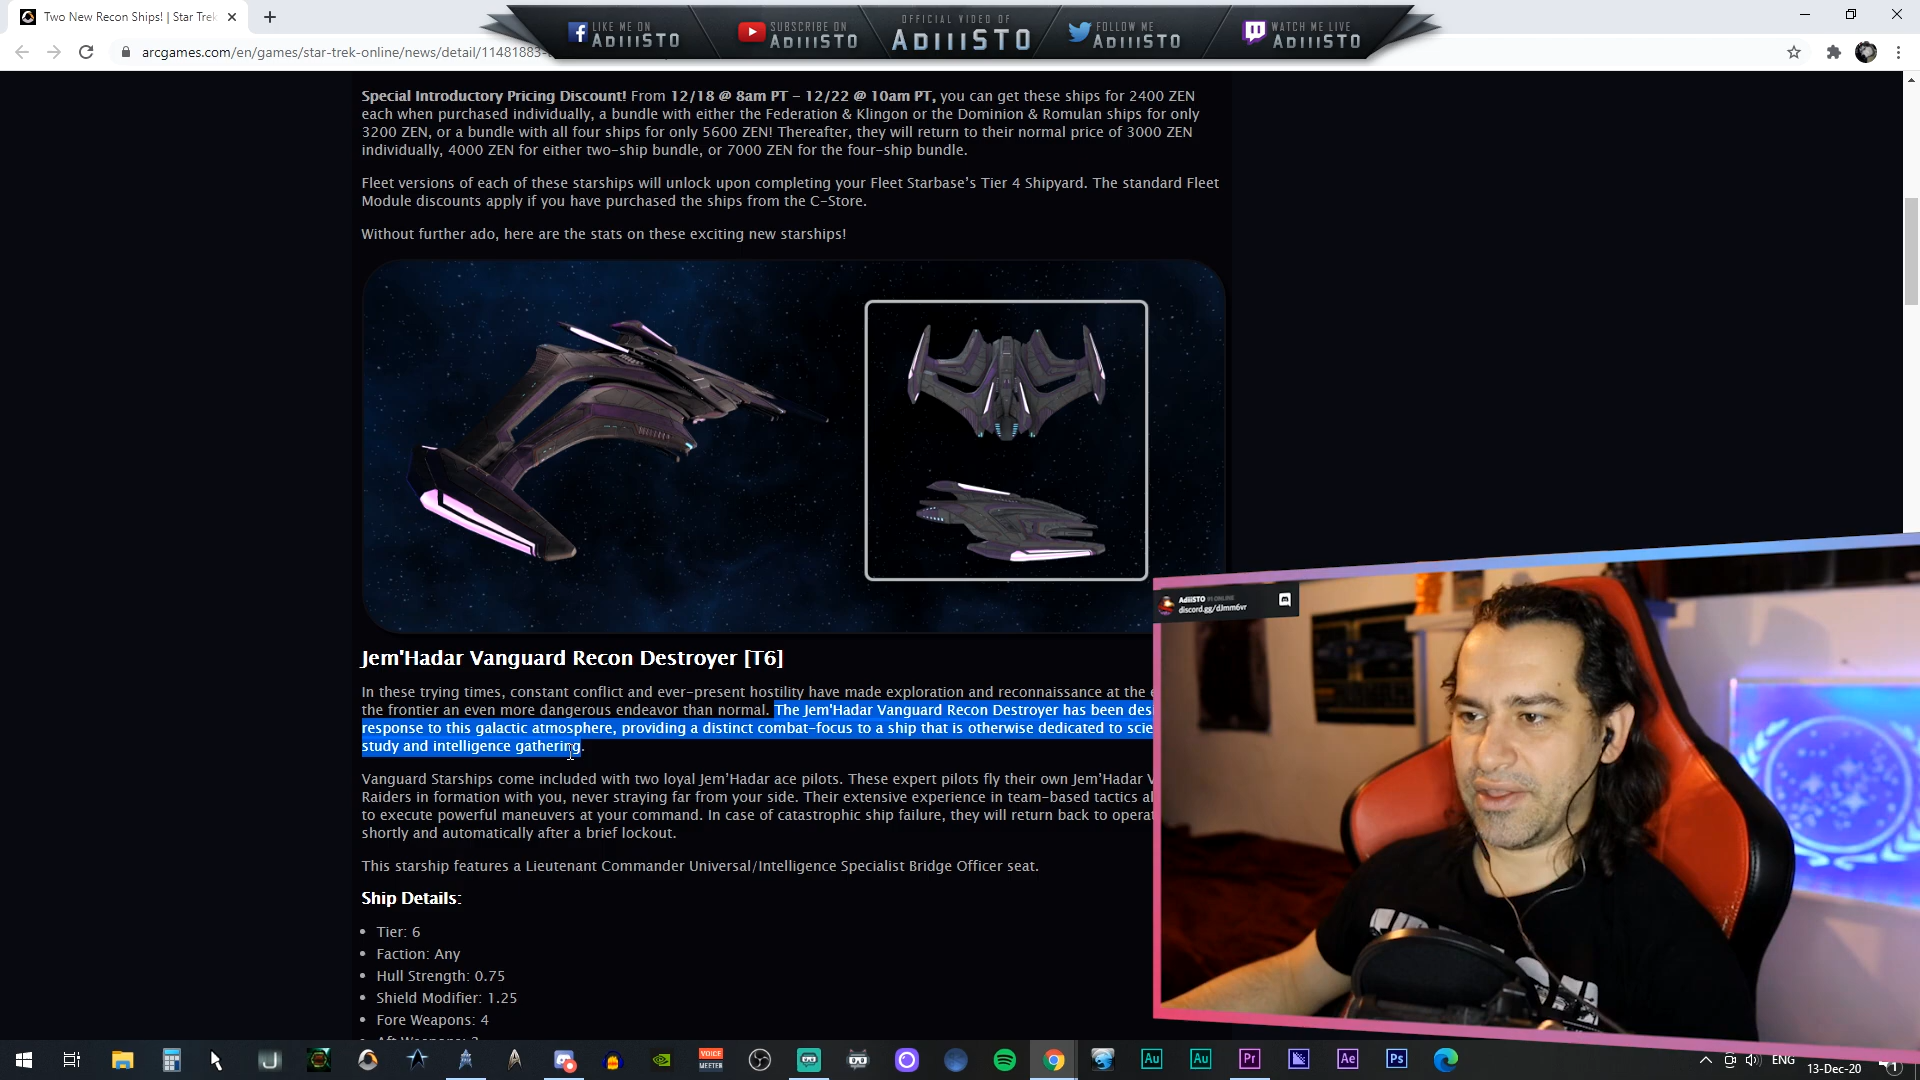 Two New Recon Ships! | Star Trek
LIKE ME ON
ADIIISTO
SUBSCRIBE ON
ADIIISTO
OFFICIAL VIDEO OF
ADIIISTO
FOLLOW ME
ADIIISTO
WATCH ME LIVE
ADIIISTO
arcgames.com/en/games/star-trek-online/news/detail/11481883-
Special Introductory Pricing Discount! From 12/18 @ 8am PT – 12/22 @ 10am PT, you can get these ships for 2400 ZEN
each when purchased individually, a bundle with either the Federation & Klingon or the Dominion & Romulan ships for only
3200 ZEN, or a bundle with all four ships for only 5600 ZEN! Thereafter, they will return to their normal price of 3000 ZEN
individually, 4000 ZEN for either two-ship bundle, or 7000 ZEN for the four-ship bundle.
Fleet versions of each of these starships will unlock upon completing your Fleet Starbase's Tier 4 Shipyard. The standard Fleet
Module discounts apply if you have purchased the ships from the C-Store.
Without further ado, here are the stats on these exciting new starships!
Jem'Hadar Vanguard Recon Destroyer [T6]
In these trying times, constant conflict and ever-present hostility have made exploration and reconnaissance at the
the frontier an even more dangerous endeavor than normal. The Jem'Hadar Vanguard Recon Destroyer has been des
response to this galactic atmosphere, providing a distinct combat-focus to a ship that is otherwise dedicated to scie
study and intelligence gathering.
Vanguard Starships come included with two loyal Jem'Hadar ace pilots. These expert pilots fly their own Jem'Hadar V
Raiders in formation with you, never straying far from your side. Their extensive experience in team-based tactics al
to execute powerful maneuvers at your command. In case of catastrophic ship failure, they will return back to operat
shortly and automatically after a brief lockout.
This starship features a Lieutenant Commander Universal/Intelligence Specialist Bridge Officer seat.
Ship Details:
• Tier: 6
• Faction: Any
• Hull Strength: 0.75
• Shield Modifier: 1.25
• Fore Weapons: 4
AdiiSTO 91 ONLINE
discord.gg/dJmm6vr
VOICE
MEETER
Au
Au
Pr
Ae
Ps
ENG
13-Dec-20
1